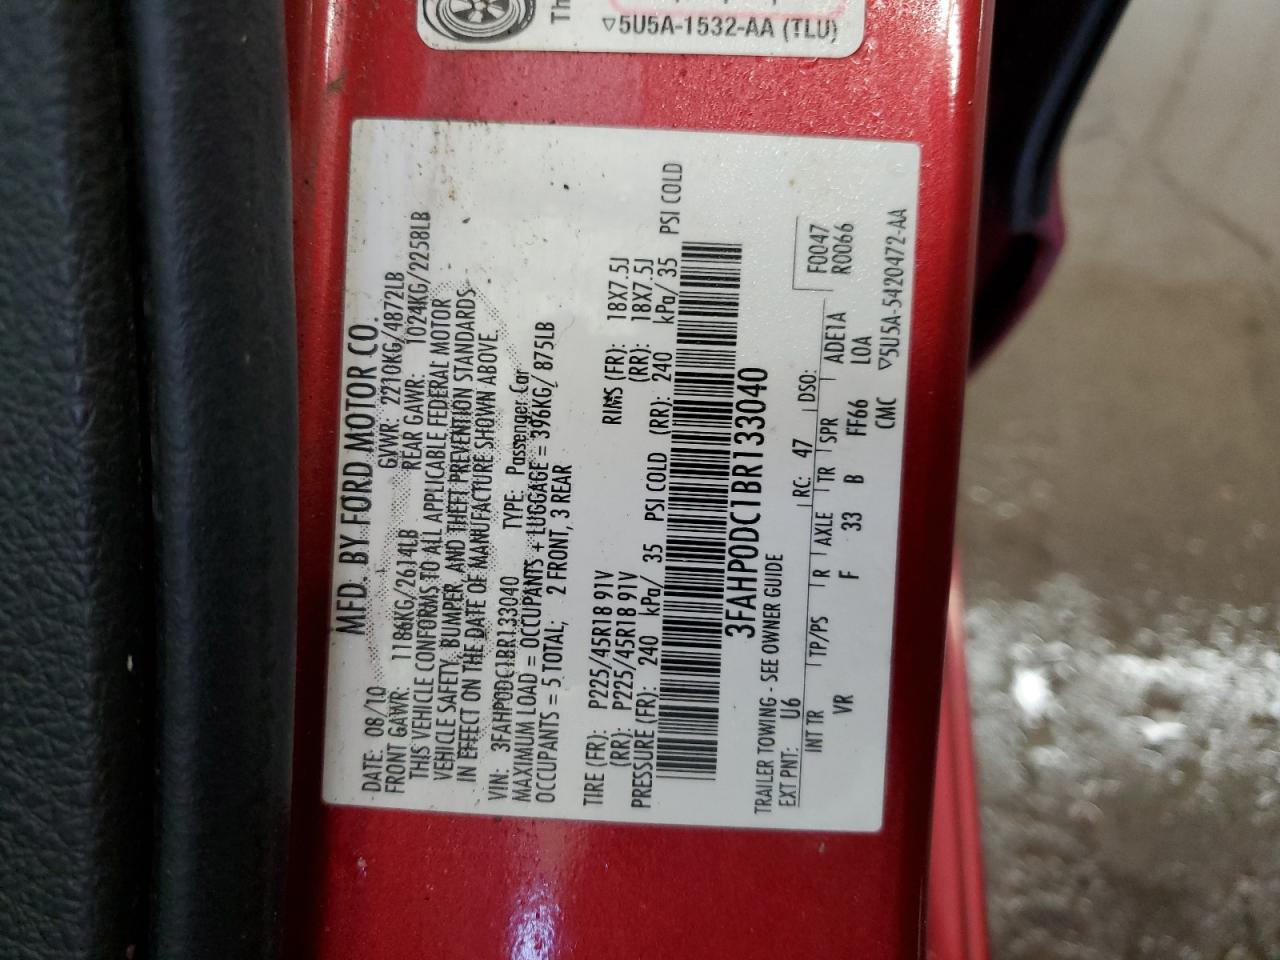 Th
▽5U5A-1532-AA (TLU)
MFD. BY FORD MOTOR CO.
DATE: 08/10 GVWR: 2210KG/4872LB
FRONT GAWR: 1186KG/2614LB REAR GAWR: 1024KG/2258LB
THIS VEHICLE CONFORMS TO ALL APPLICABLE FEDERAL MOTOR
VEHICLE SAFETY, BUMPER, AND THEFT PREVENTION STANDARDS
IN EFFECT ON THE DATE OF MANUFACTURE SHOWN ABOVE.
VIN: 3FAHP0DC1BR133040 TYPE: Passenger Car
MAXIMUM LOAD = OCCUPANTS + LUGGAGE = 396KG/ 875LB
OCCUPANTS = 5 TOTAL; 2 FRONT, 3 REAR
TIRE (FR): P225/45R18 91V RIMS (FR): 18X7.5J
(RR): P225/45R18 91V (RR): 18X7.5J
PRESSURE (FR): 240 kPa/ 35 PSI COLD (RR): 240 kPa/ 35 PSI COLD
3FAHP0DC1BR133040
TRAILER TOWING - SEE OWNER GUIDE
EXT PNT: U6 RC: 47 DSO: F0047
R0066
INT TR TP/PS R AXLE TR SPR ADE1A
VR F 33 B FF66 LOA
CMC ▽5U5A-5420472-AA